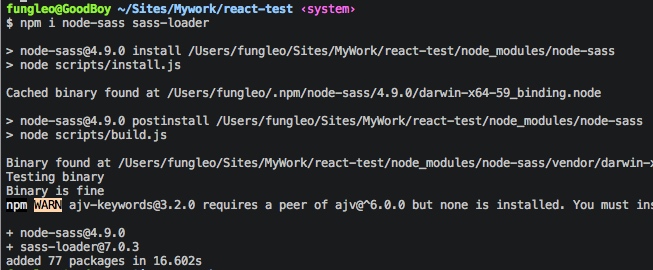 fungleo@GoodBoy ~/Sites/Mywork/react-test <system>
$ npm i node-sass sass-loader
> node-sass@4.9.0 install /Users/fungleo/Sites/MyWork/react-test/node_modules/node-sass
> node scripts/install.js
Cached binary found at /Users/fungleo/.npm/node-sass/4.9.0/darwin-x64-59_binding.node
> node-sass@4.9.0 postinstall /Users/fungleo/Sites/MyWork/react-test/node_modules/node-sass
> node scripts/build.js
Binary found at /Users/fungleo/Sites/MyWork/react-test/node_modules/node-sass/vendor/darwin-
Testing binary
Binary is fine
npm WARN ajv-keywords@3.2.0 requires a peer of ajv@^6.0.0 but none is installed. You must ins
+ node-sass@4.9.0
+ sass-loader@7.0.3
added 77 packages in 16.602s